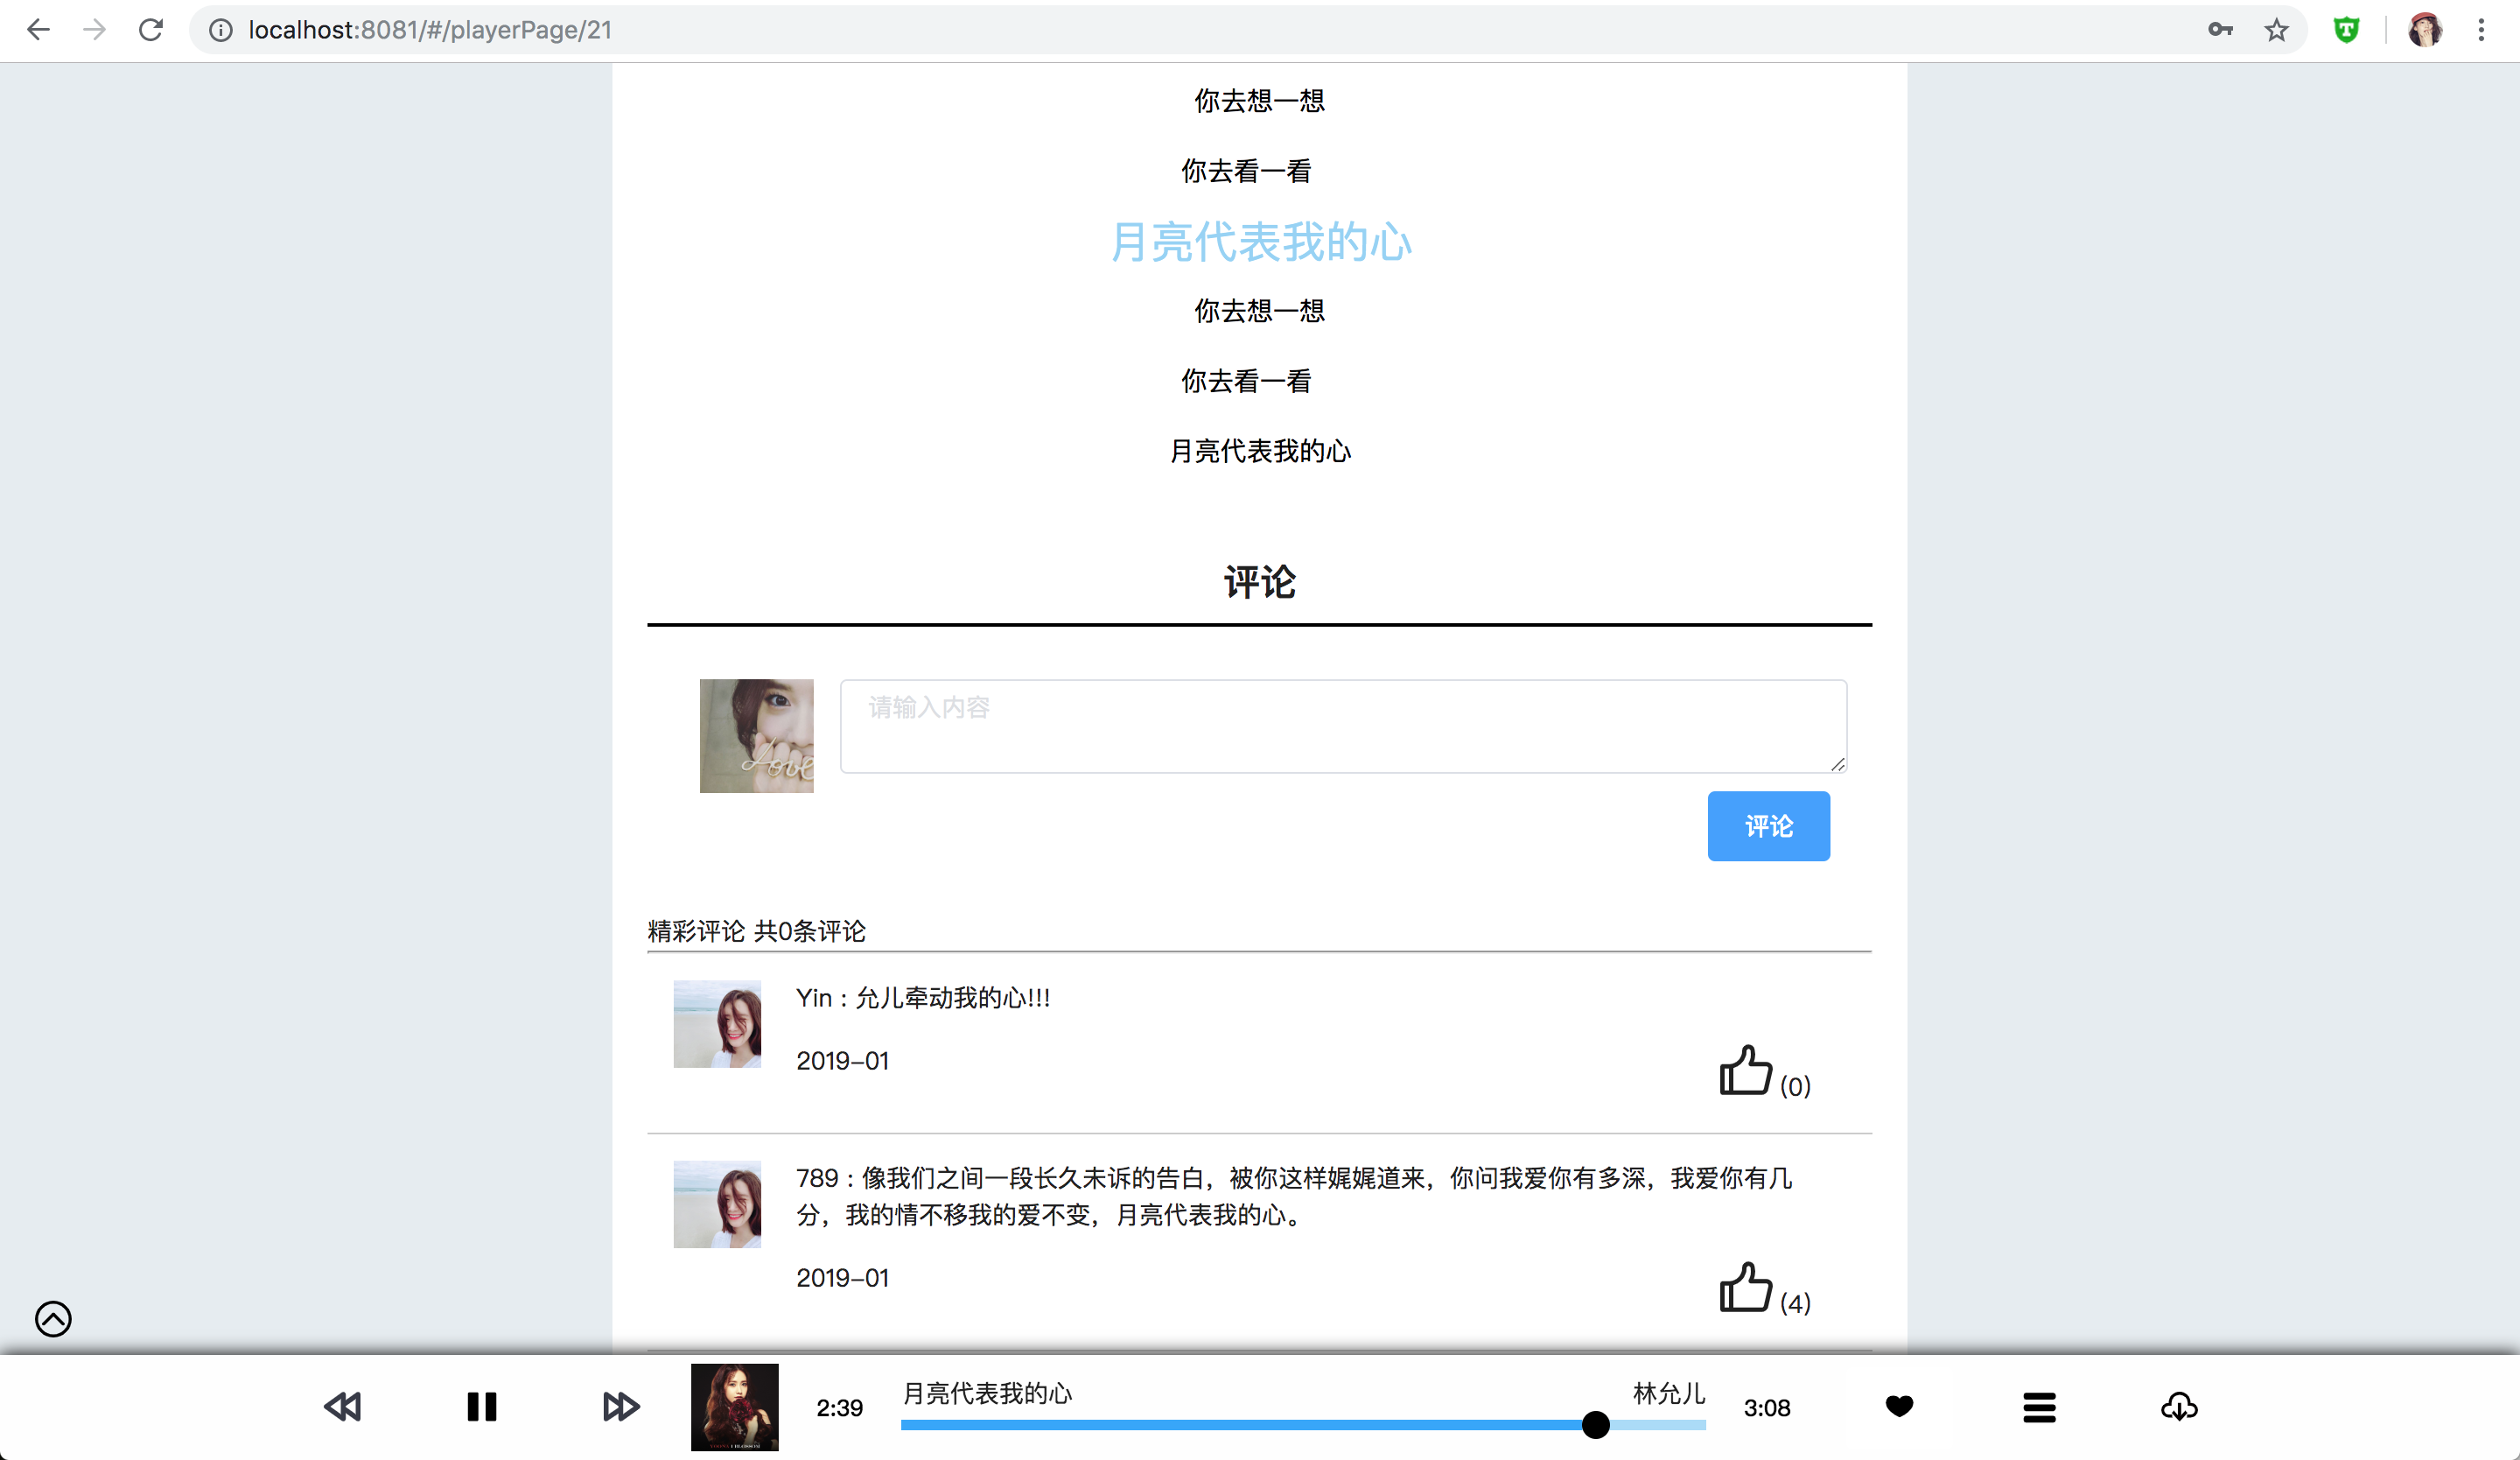 localhost:8081/#/playerPage/21
你去想一想
你去看一看
月亮代表我的心
你去想一想
你去看一看
月亮代表我的心
评论
Love
请输入内容
评论
精彩评论 共0条评论
Yin : 允儿牵动我的心!!!
2019-01
(0)
789 : 像我们之间一段长久未诉的告白，被你这样娓娓道来，你问我爱你有多深，我爱你有几
分，我的情不移我的爱不变，月亮代表我的心。
2019-01
(4)
2:39
月亮代表我的心
林允儿
3:08